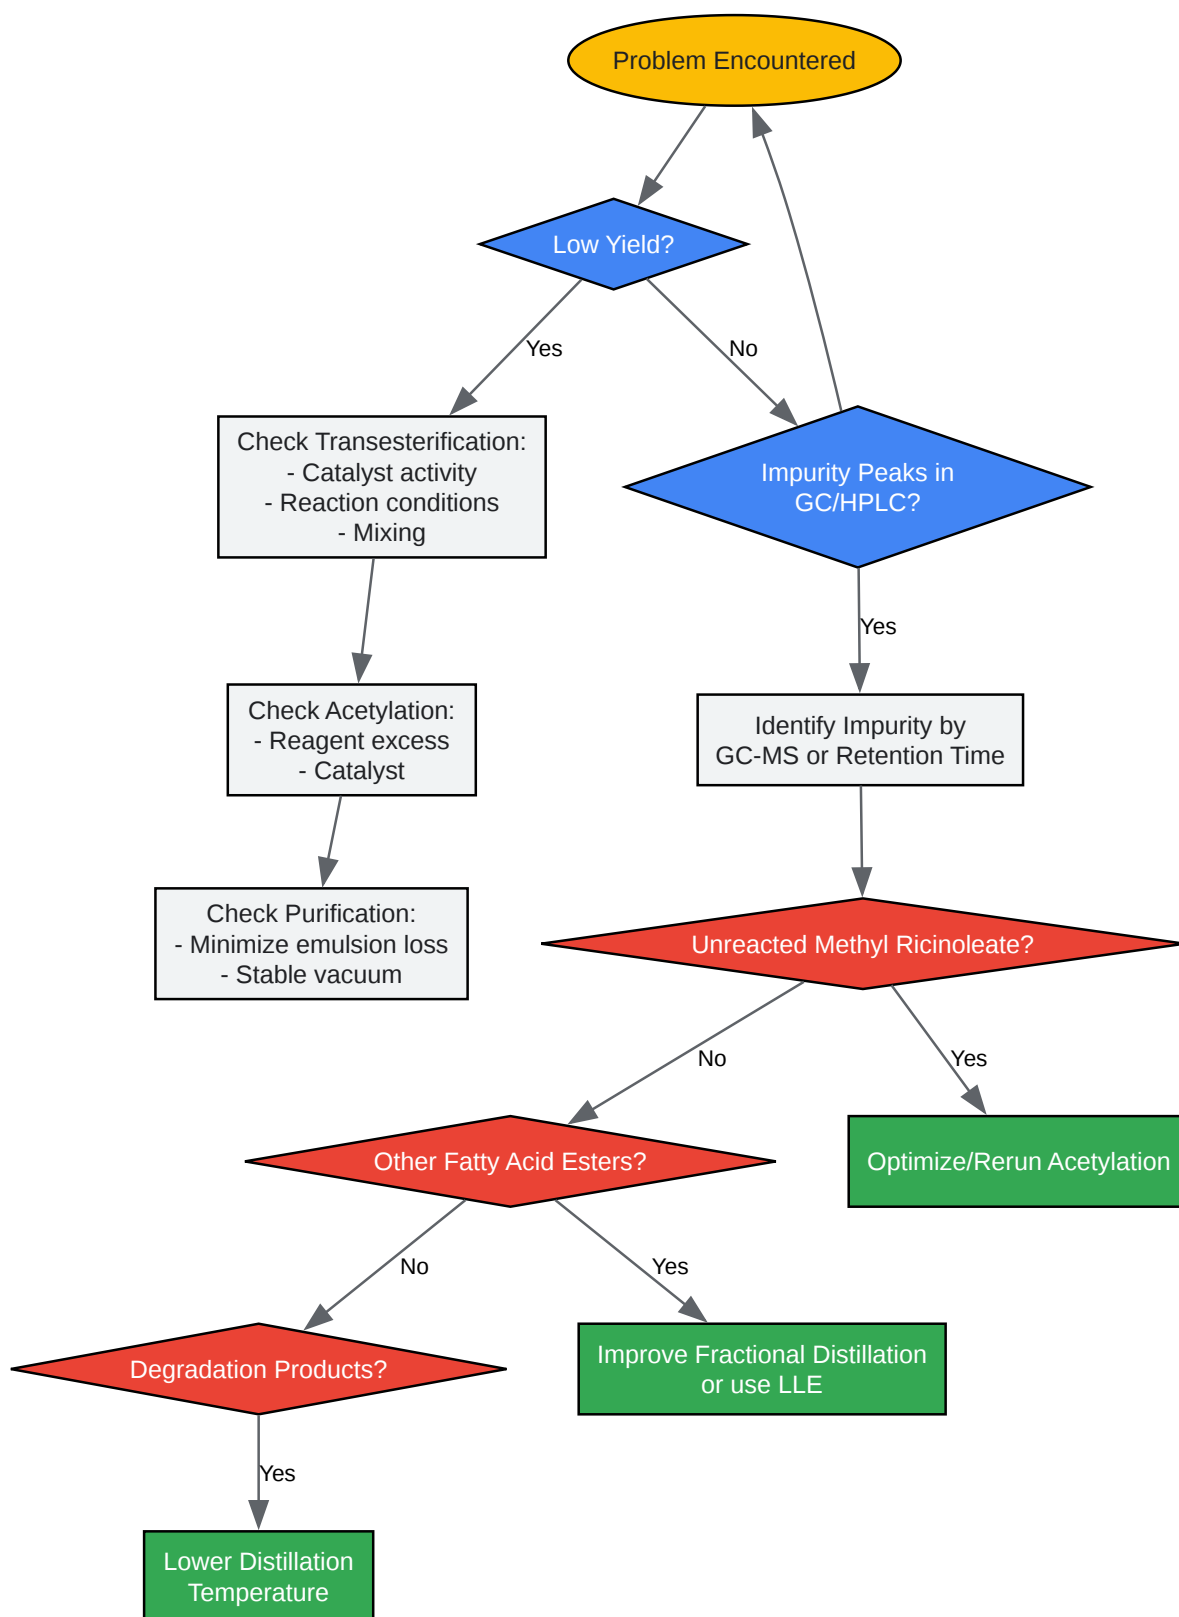 Problem Encountered
Low Yield?
Yes
No
Check Transesterification:
- Catalyst activity
- Reaction conditions
- Mixing
Impurity Peaks in
GC/HPLC?
Yes
Check Acetylation:
- Reagent excess
- Catalyst
Identify Impurity by
GC-MS or Retention Time
Check Purification:
- Minimize emulsion loss
- Stable vacuum
Unreacted Methyl Ricinoleate?
No
Yes
Other Fatty Acid Esters?
Optimize/Rerun Acetylation
No
Yes
Degradation Products?
Improve Fractional Distillation
or use LLE
Yes
Lower Distillation
Temperature